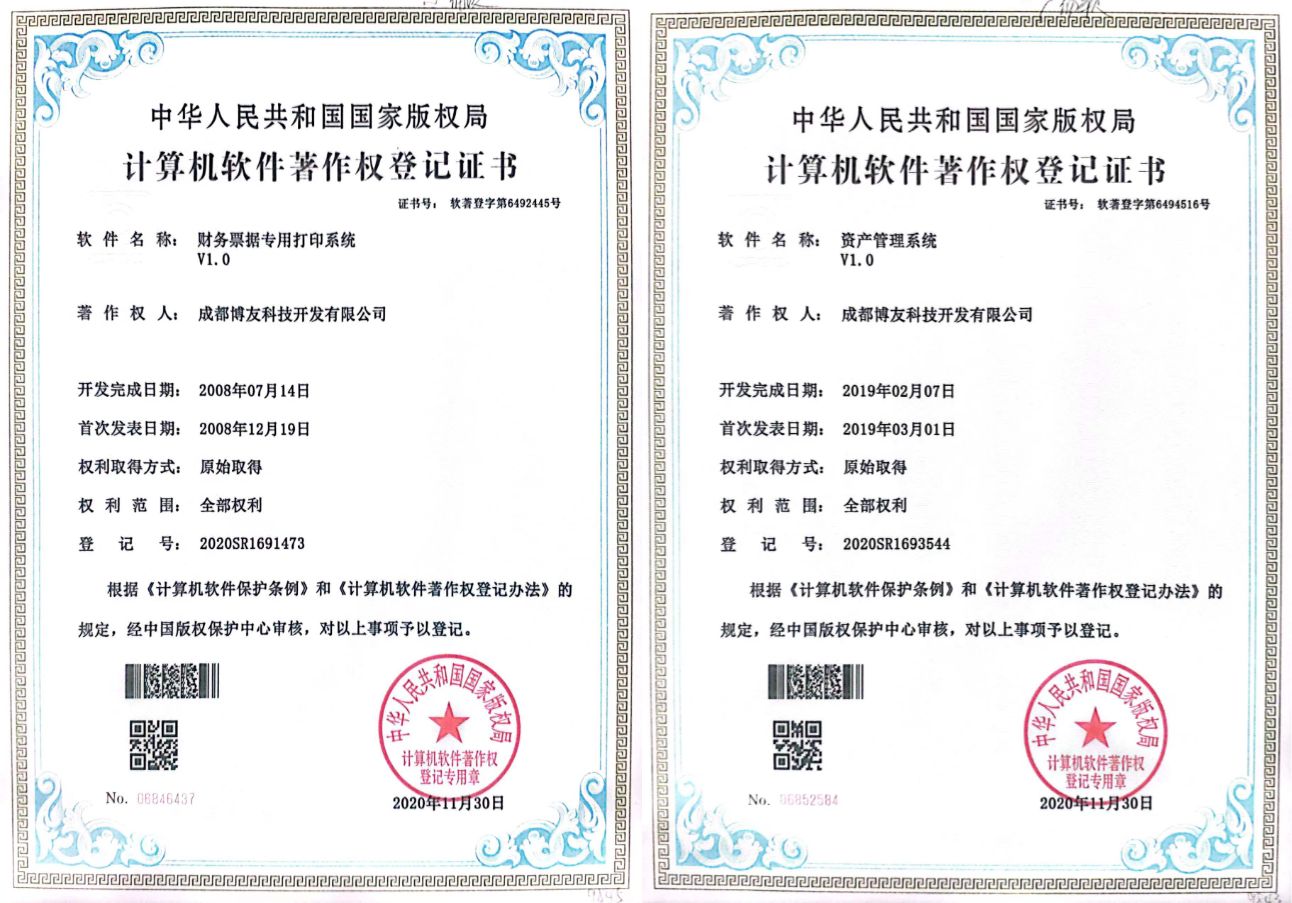 中华人民共和国国家版权局
计算机软件著作权登记证书
证书号： 软著登字第6492445号
软件名称： 财务票据专用打印系统
V1.0
著作权人： 成都博友科技开发有限公司
开发完成日期： 2008年07月14日
首次发表日期： 2008年12月19日
权利取得方式： 原始取得
权利范围： 全部权利
登记号： 2020SR1691473
根据《计算机软件保护条例》和《计算机软件著作权登记办法》的
规定，经中国版权保护中心审核，对以上事项予以登记。
中华人民共和国国家版权局
计算机软件著作权
登记专用章
No. 06846437
2020年11月30日
中华人民共和国国家版权局
计算机软件著作权登记证书
证书号： 软著登字第6494516号
软件名称： 资产管理系统
V1.0
著作权人： 成都博友科技开发有限公司
开发完成日期： 2019年02月07日
首次发表日期： 2019年03月01日
权利取得方式： 原始取得
权利范围： 全部权利
登记号： 2020SR1693544
根据《计算机软件保护条例》和《计算机软件著作权登记办法》的
规定，经中国版权保护中心审核，对以上事项予以登记。
中华人民共和国国家版权局
计算机软件著作权
登记专用章
No. 06852584
2020年11月30日